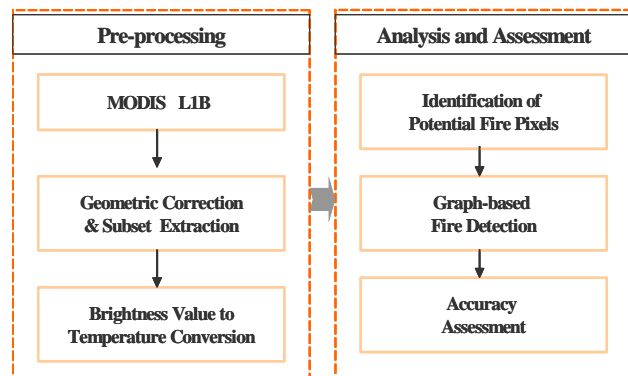 Pre-processing
MODIS L1B
Geometric Correction
& Subset Extraction
Brightness Value to
Temperature Conversion
Analysis and Assessment
Identification of
Potential Fire Pixels
Graph-based
Fire Detection
Accuracy
Assessment